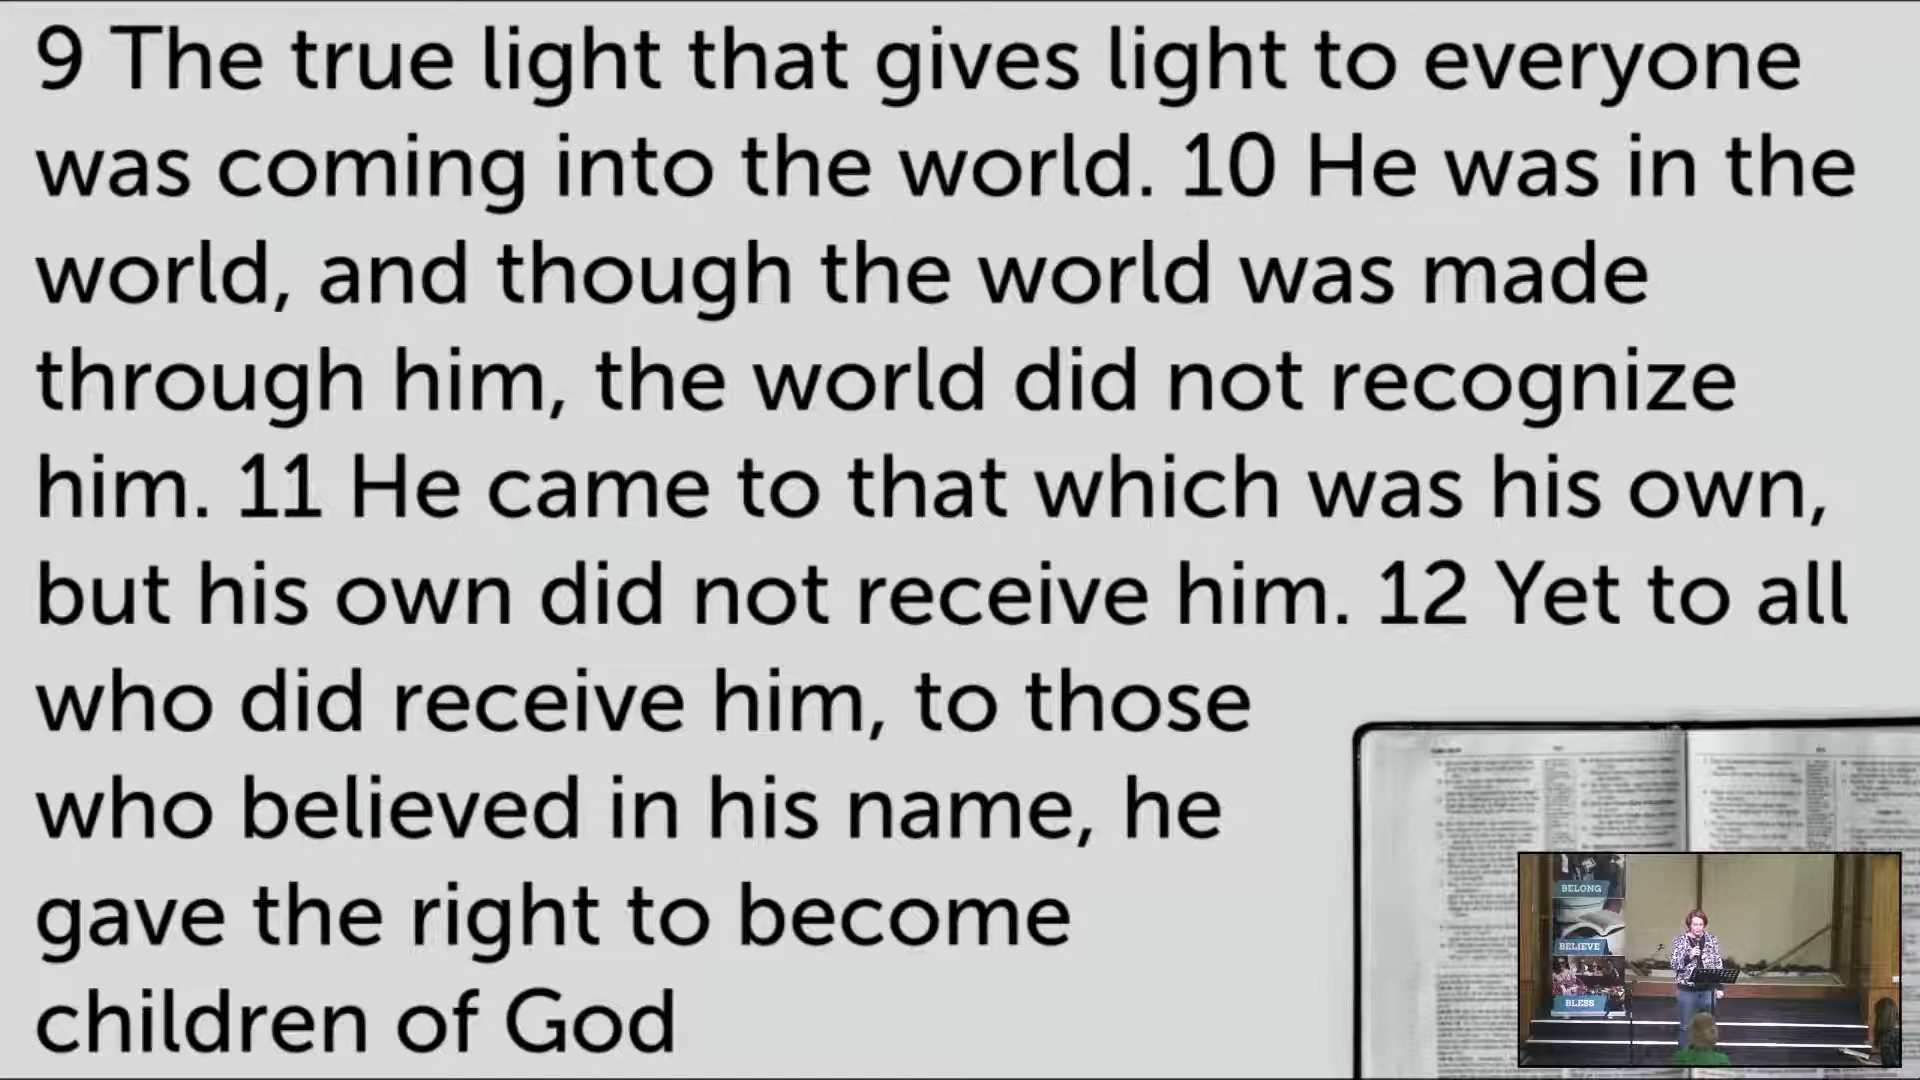 9 The true light that gives light to everyone
was coming into the world. 10 He was in the
world, and though the world was made
through him, the world did not recognize
him. 11 He came to that which was his own,
but his own did not receive him. 12 Yet to all
who did receive him, to those
who believed in his name, he
gave the right to become
children of God
BELONG
BELIEVE
BLESS